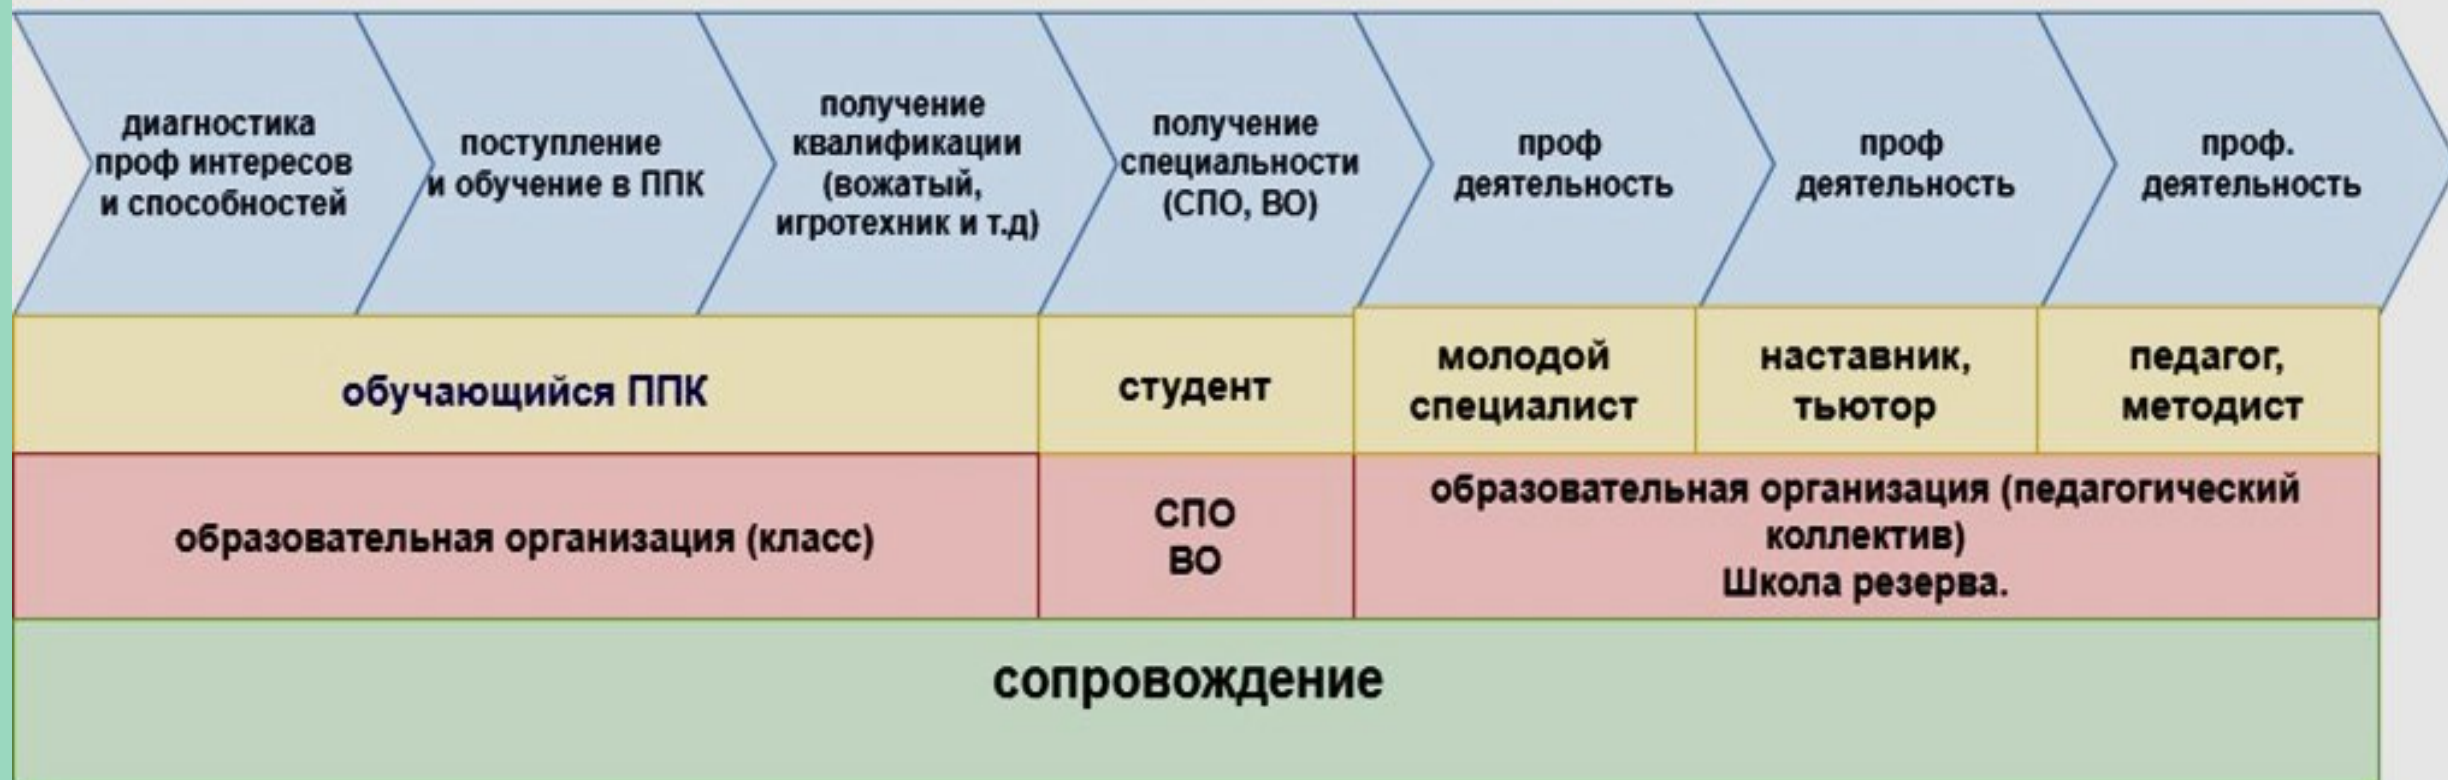 диагностика
проф интересов
и способностей
поступление
и обучение в ППК
получение
квалификации
(вожатый,
игротехник и т.д)
получение
специальности
(СПО, ВО)
проф
деятельность
проф
деятельность
проф.
деятельность
обучающийся ППК
студент
молодой
специалист
наставник,
тьютор
педагог,
методист
образовательная организация (класс)
СПО
ВО
образовательная организация (педагогический
коллектив)
Школа резерва.
сопровождение